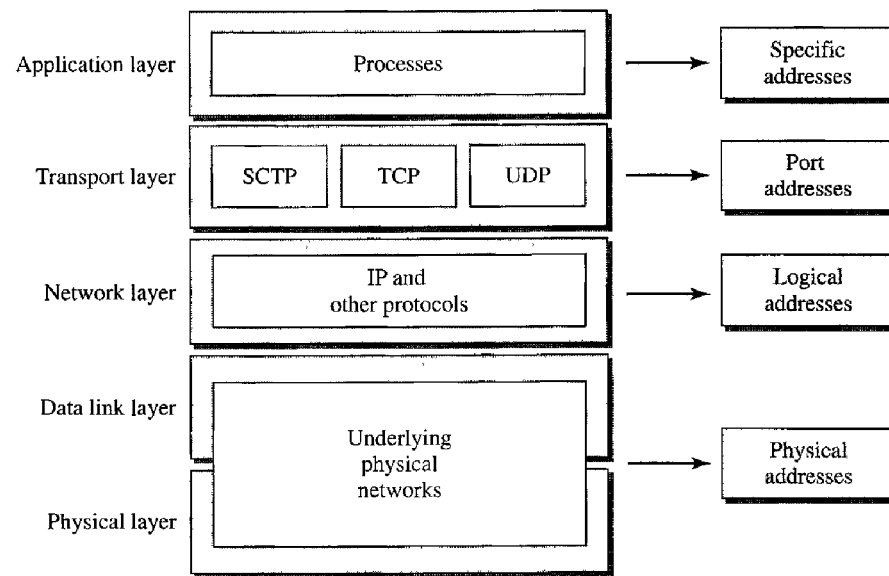 Application layer
Processes
Specific
addresses
Transport layer
SCTP
TCP
UDP
Port
addresses
Network layer
IP and
other protocols
Logical
addresses
Data link layer
Underlying
physical
networks
Physical
addresses
Physical layer